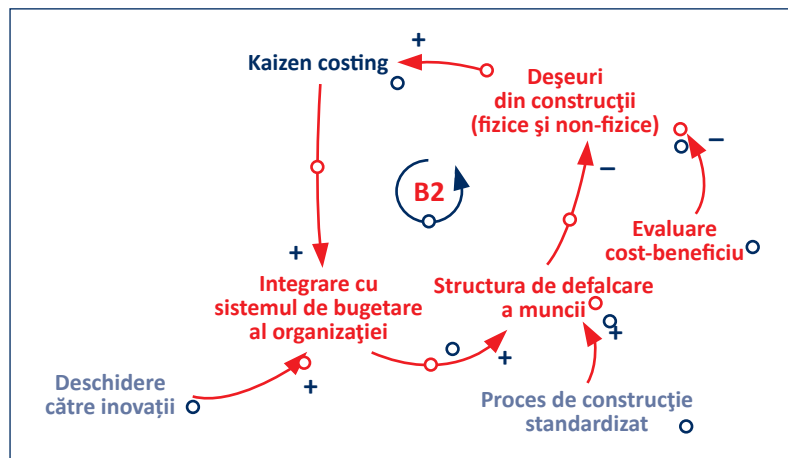 +
Kaizen costing
Deşeuri
din construcţii
(fizice şi non-fizice)
–
B2
–
Evaluare
cost-beneficiu
+
Integrare cu
sistemul de bugetare
al organizaţiei
Structura de defalcare
a muncii
+
+
+
Deschidere
către inovații
Proces de construcţie
standardizat